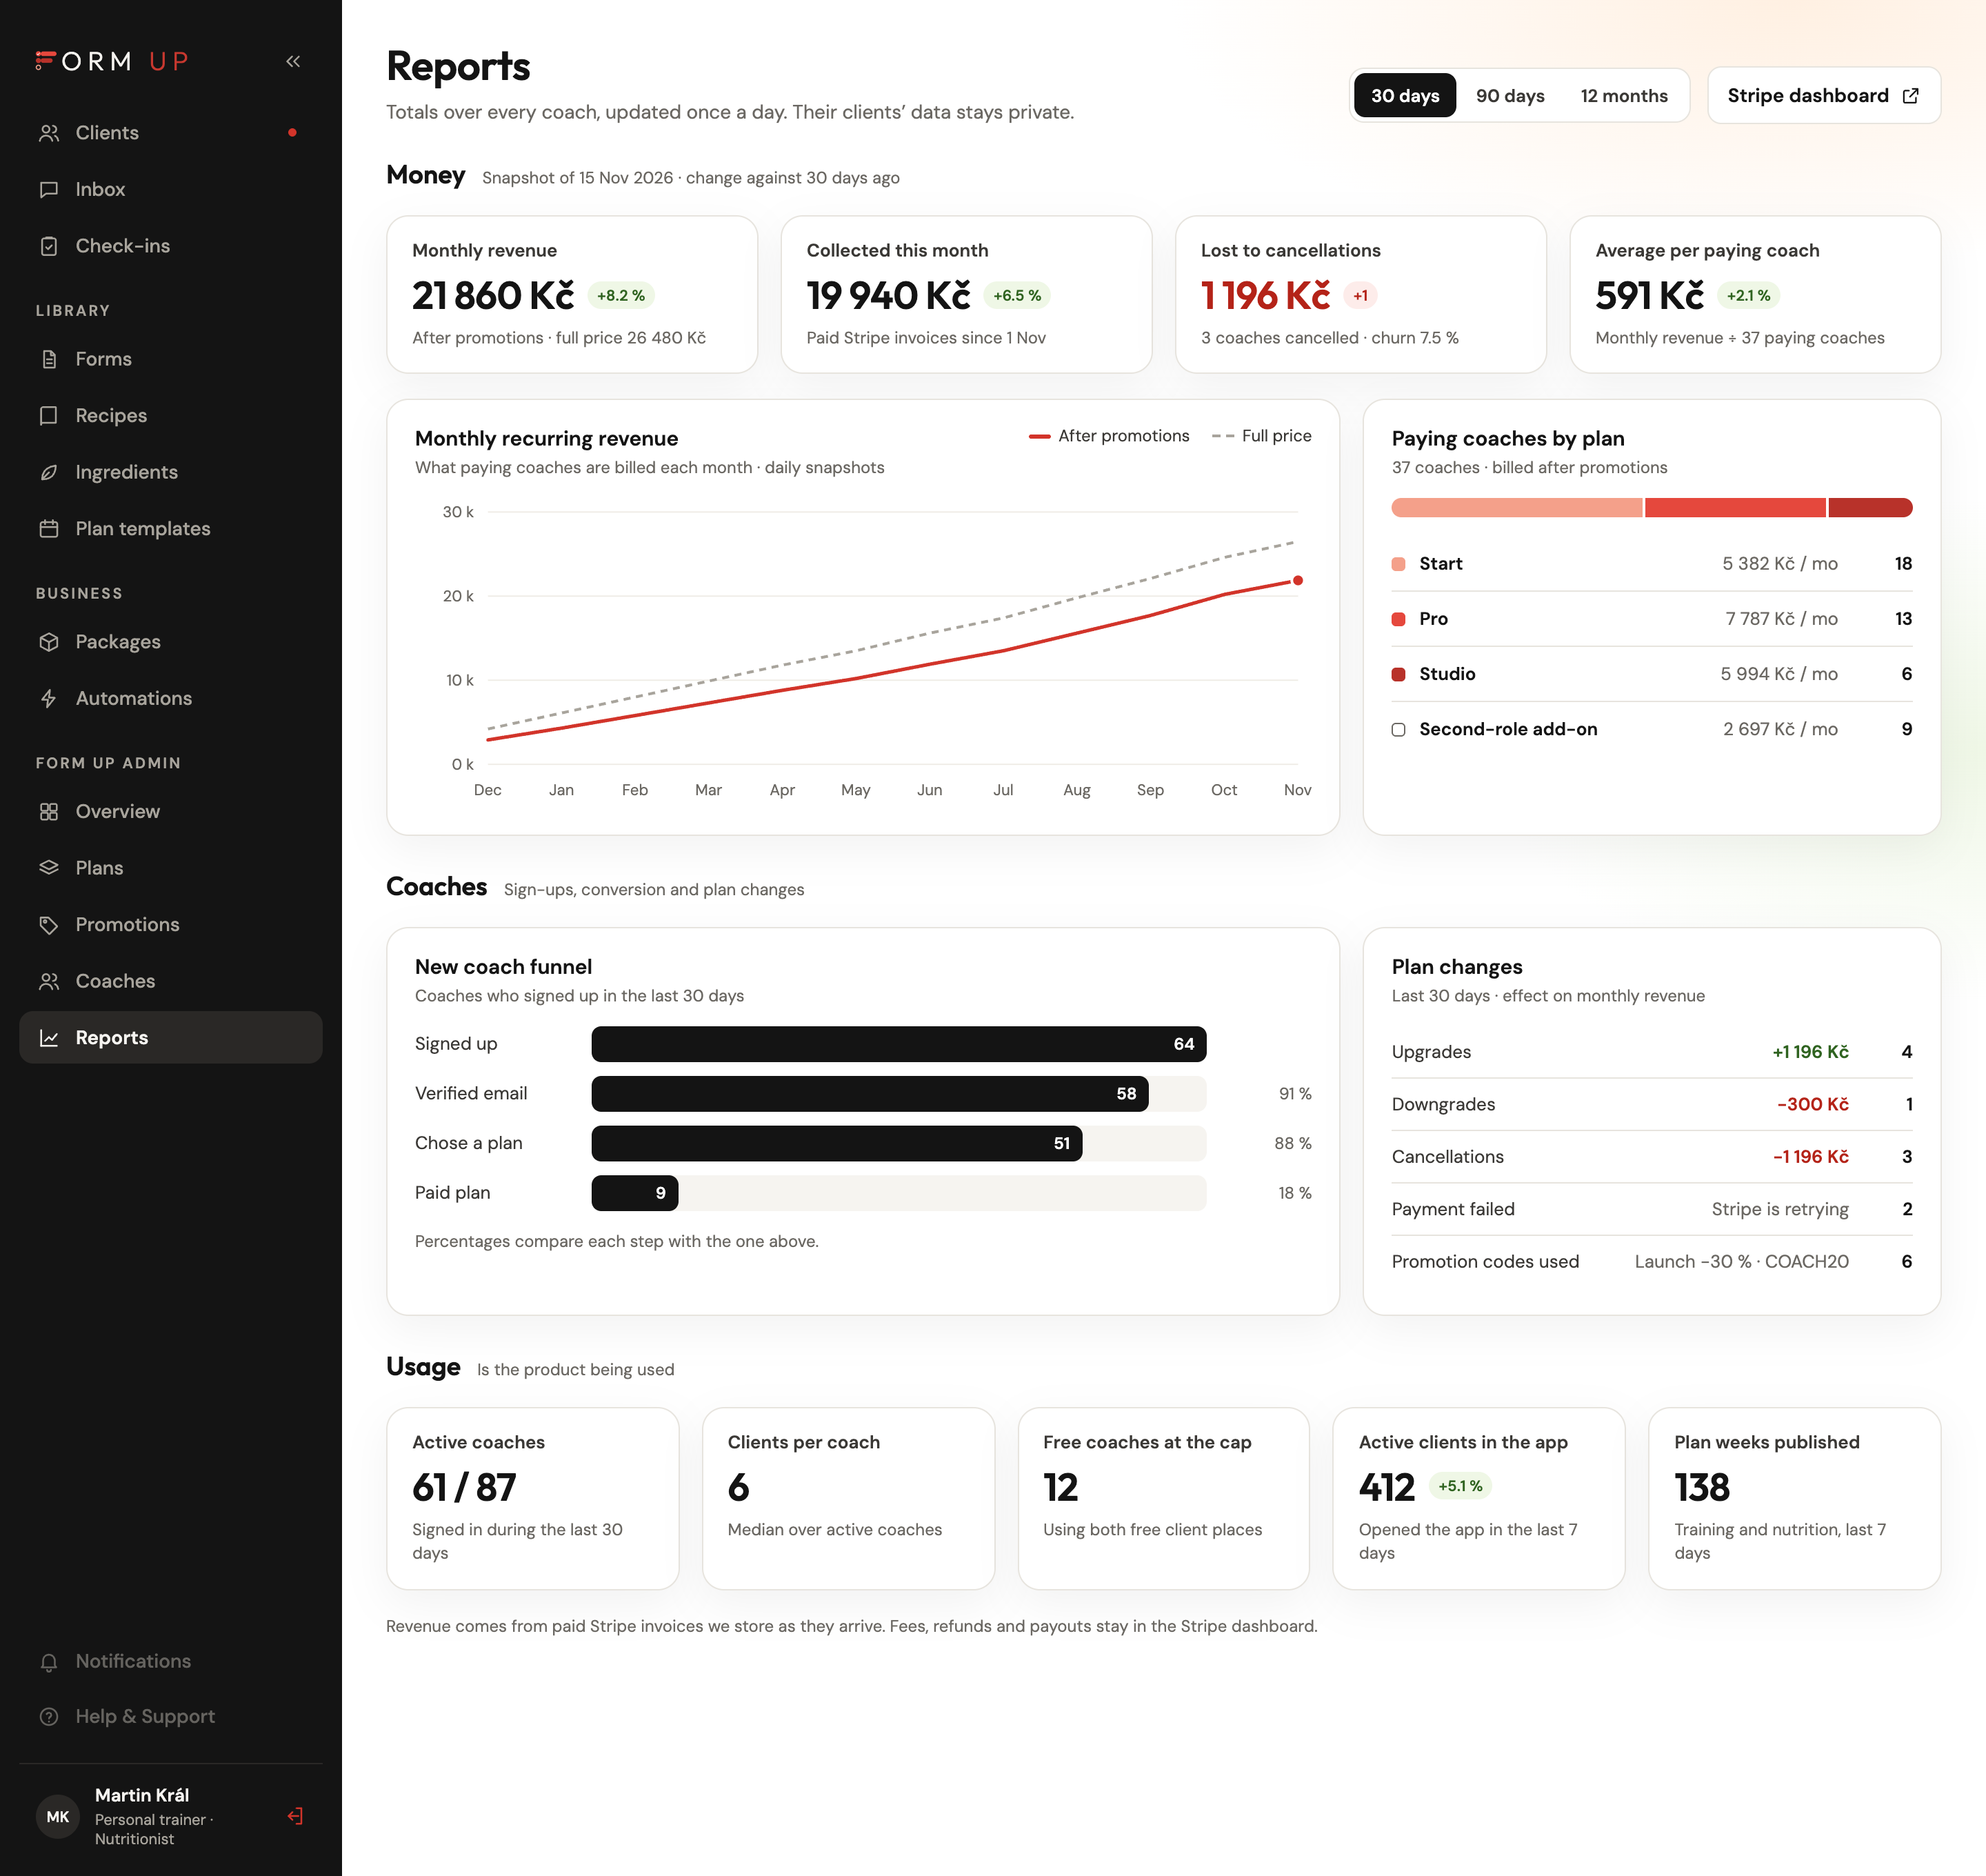 FORM UP
Clients
Inbox
Check-ins
LIBRARY
Forms
Recipes
Ingredients
Plan templates
BUSINESS
Packages
Automations
FORM UP ADMIN
Overview
Plans
Promotions
Coaches
Reports
Notifications
Help & Support
MK
Martin Král
Personal trainer ·
Nutritionist
Reports
Totals over every coach, updated once a day. Their clients’ data stays private.
30 days
90 days
12 months
Stripe dashboard
Money
Snapshot of 15 Nov 2026 · change against 30 days ago
Monthly revenue
21 860 Kč +8.2 %
After promotions · full price 26 480 Kč
Collected this month
19 940 Kč +6.5 %
Paid Stripe invoices since 1 Nov
Lost to cancellations
1 196 Kč +1
3 coaches cancelled · churn 7.5 %
Average per paying coach
591 Kč +2.1 %
Monthly revenue ÷ 37 paying coaches
Monthly recurring revenue
What paying coaches are billed each month · daily snapshots
After promotions
Full price
30 k
20 k
10 k
0 k
Dec Jan Feb Mar Apr May Jun Jul Aug Sep Oct Nov
Paying coaches by plan
37 coaches · billed after promotions
Start 5 382 Kč / mo 18
Pro 7 787 Kč / mo 13
Studio 5 994 Kč / mo 6
Second-role add-on 2 697 Kč / mo 9
Coaches
Sign-ups, conversion and plan changes
New coach funnel
Coaches who signed up in the last 30 days
Signed up 64
Verified email 58 91 %
Chose a plan 51 88 %
Paid plan 9 18 %
Percentages compare each step with the one above.
Plan changes
Last 30 days · effect on monthly revenue
Upgrades +1 196 Kč 4
Downgrades −300 Kč 1
Cancellations −1 196 Kč 3
Payment failed Stripe is retrying 2
Promotion codes used Launch −30 % · COACH20 6
Usage
Is the product being used
Active coaches
61 / 87
Signed in during the last 30
days
Clients per coach
6
Median over active coaches
Free coaches at the cap
12
Using both free client places
Active clients in the app
412 +5.1 %
Opened the app in the last 7
days
Plan weeks published
138
Training and nutrition, last 7
days
Revenue comes from paid Stripe invoices we store as they arrive. Fees, refunds and payouts stay in the Stripe dashboard.